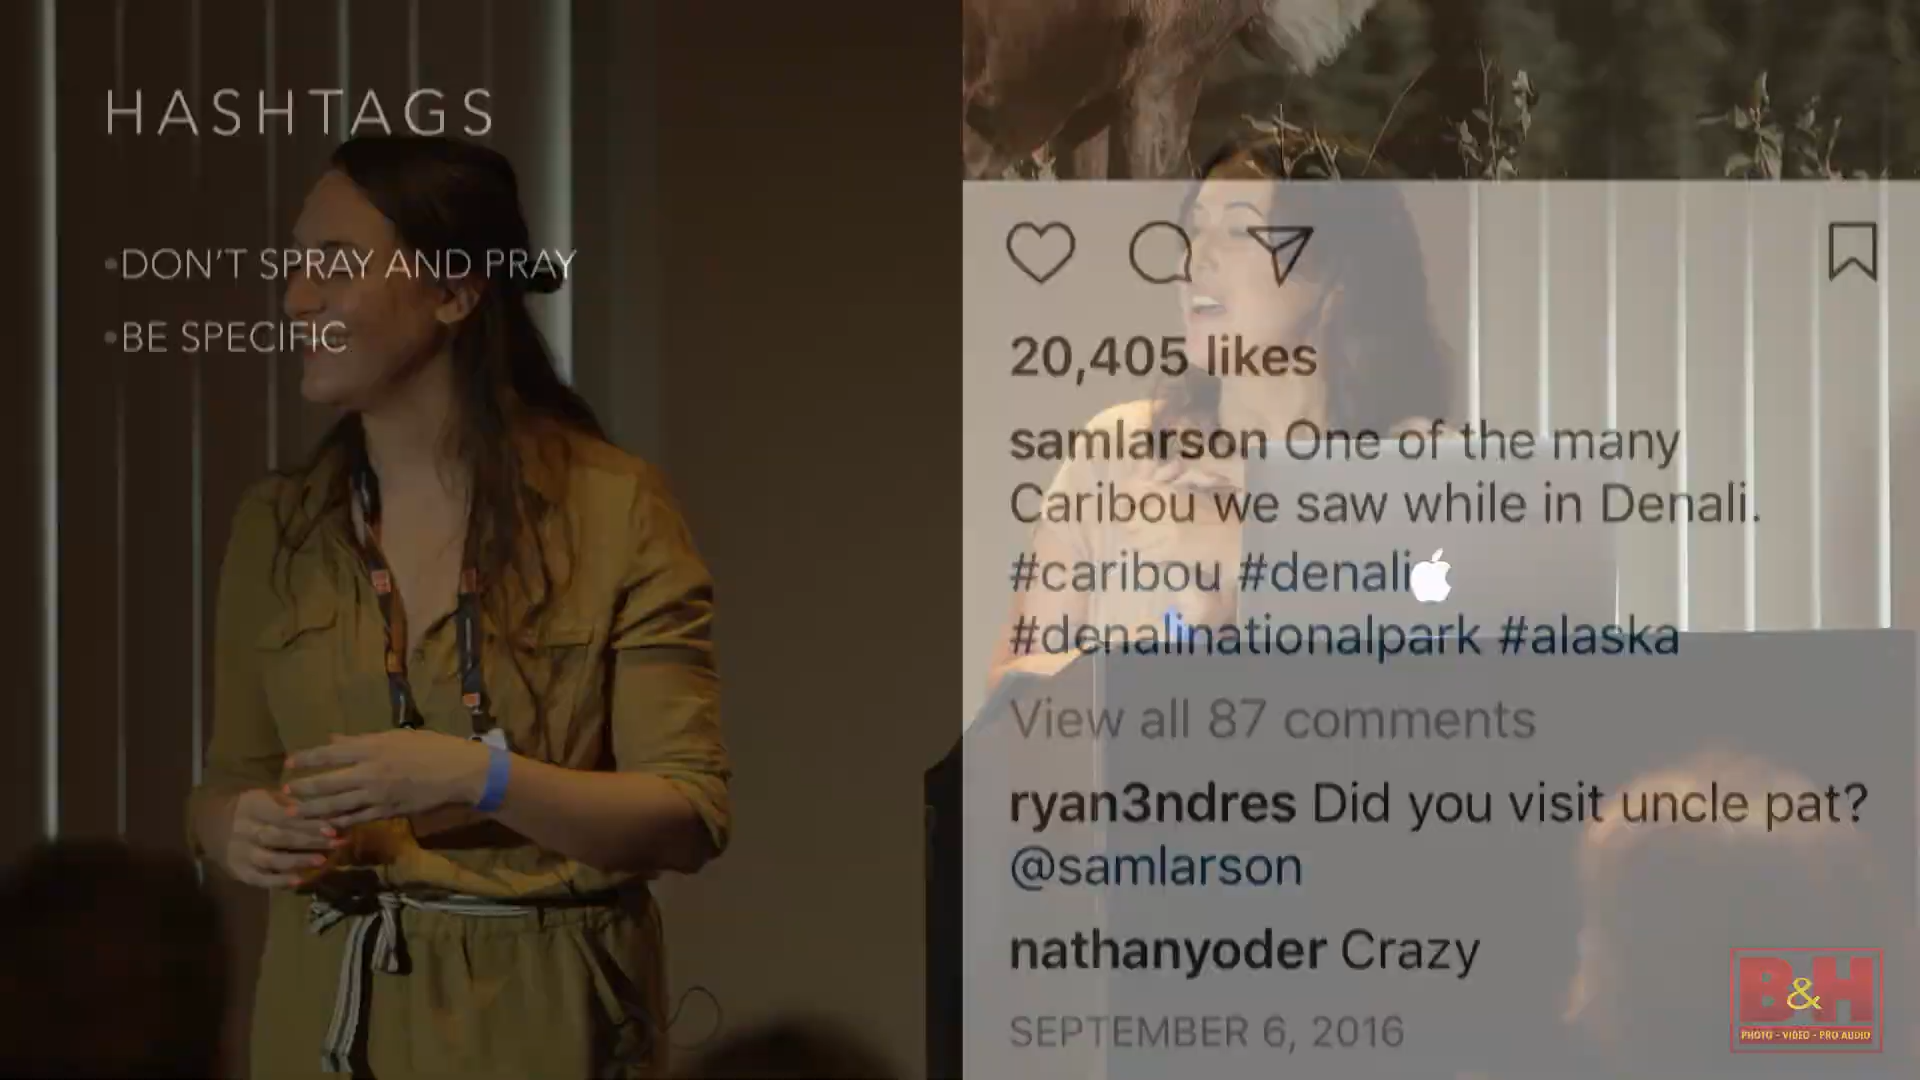 HASHTAGS
•DON'T SPRAY AND PRAY
•BE SPECIFIC
20,405 likes
samlarson One of the many
Caribou we saw while in Denali.
#caribou #denali
#denalinationalpark #alaska
View all 87 comments
ryan3ndres Did you visit uncle pat?
@samlarson
nathanyoder Crazy
SEPTEMBER 6, 2016
B&H
PHOTO - VIDEO - PRO AUDIO